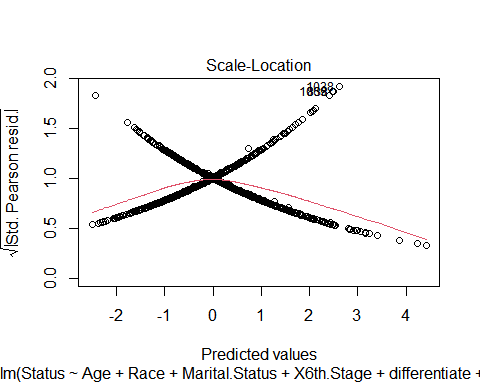 Scale-Location
1038
√|Std. Pearson resid.|
2.0
1.5
1.0
0.5
0.0
-2 -1 0 1 2 3 4
Predicted values
lm(Status ~ Age + Race + Marital.Status + X6th.Stage + differentiate +